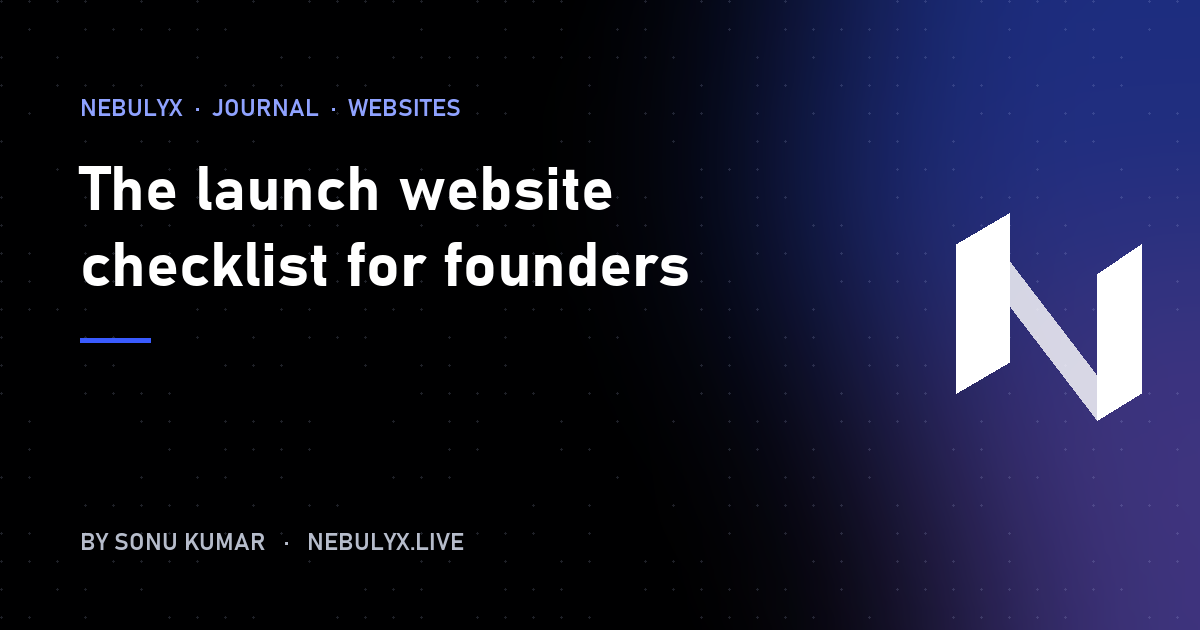 NEBULYX · JOURNAL · WEBSITES
The launch website
checklist for founders
BY SONU KUMAR · NEBULYX.LIVE